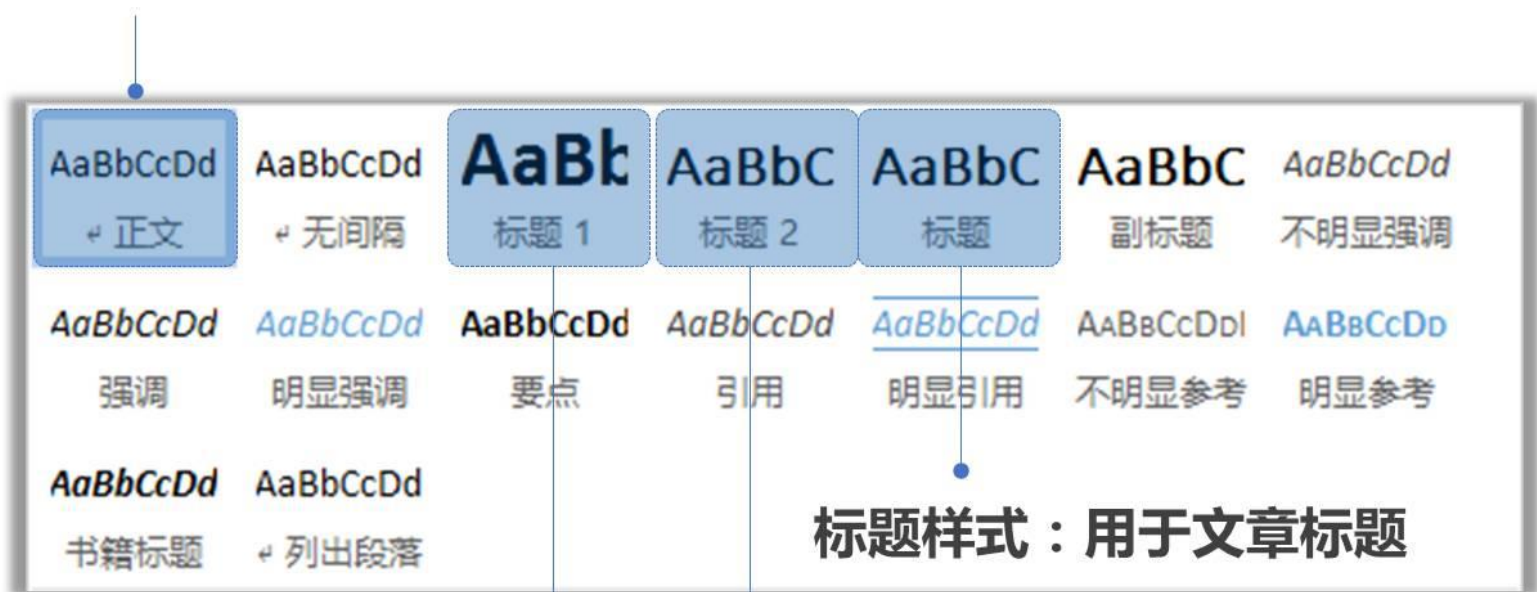 AaBbCcDd AaBbCcDd AaBb AaBbC AaBbC AaBbC AaBbCcDd
↵ 正文 ↵ 无间隔 标题 1 标题 2 标题 副标题 不明显强调
AaBbCcDd AaBbCcDd AaBbCcDd AaBbCcDd AaBbCcDd AABBCCDD AABBCCDD
强调 明显强调 要点 引用 明显引用 不明显参考 明显参考
AaBbCcDd AaBbCcDd
书籍标题 ↵ 列出段落
标题样式：用于文章标题